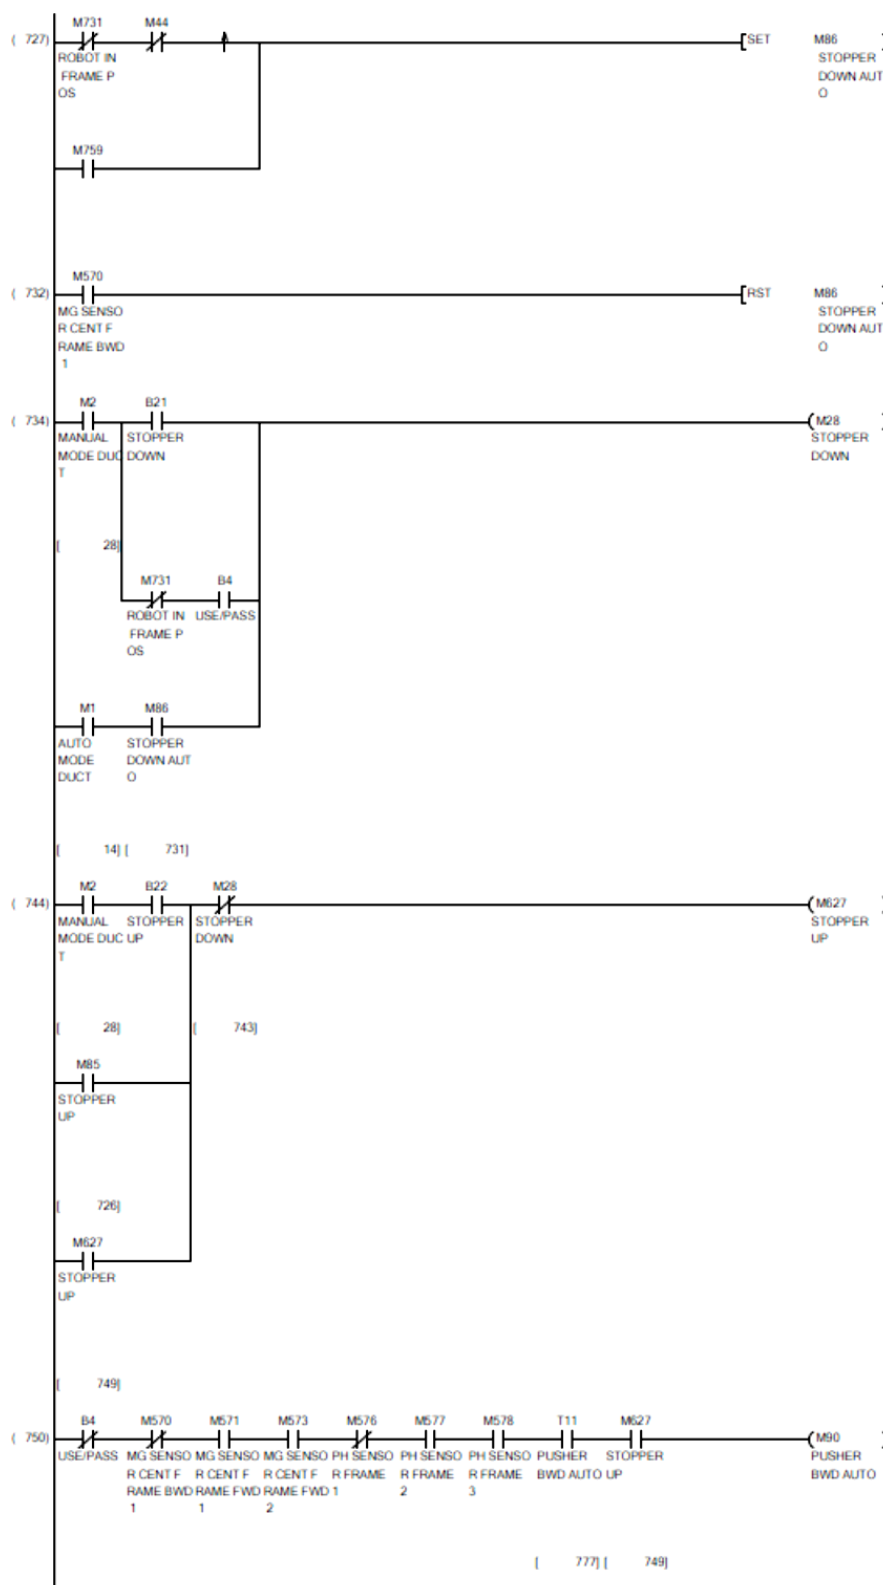 M731 M44
( 727) [SET M86 ]
ROBOT IN STOPPER
FRAME P DOWN AUT
OS O
M759
M570
( 732) [RST M86 ]
MG SENSO STOPPER
R CENT F DOWN AUT
RAME BWD O
1
M2 B21
( 734) (M28 )
MANUAL STOPPER STOPPER
MODE DUC DOWN DOWN
T
[ 28]
M731 B4
ROBOT IN USE/PASS
FRAME P
OS
M1 M86
AUTO STOPPER
MODE DOWN AUT
DUCT O
[ 14] [ 731]
M2 B22 M28
( 744) (M627 )
MANUAL STOPPER STOPPER STOPPER
MODE DUC UP DOWN UP
T
[ 28] [ 743]
M85
STOPPER
UP
[ 726]
M627
STOPPER
UP
[ 749]
B4 M570 M571 M573 M576 M577 M578 T11 M627
( 750) (M90 )
USE/PASS MG SENSO MG SENSO MG SENSO PH SENSO PH SENSO PH SENSO PUSHER STOPPER PUSHER
R CENT F R CENT F R CENT F R FRAME R FRAME R FRAME BWD AUTO UP BWD AUTO
RAME BWD RAME FWD RAME FWD 1 2 3
1 1 2
[ 777] [ 749]